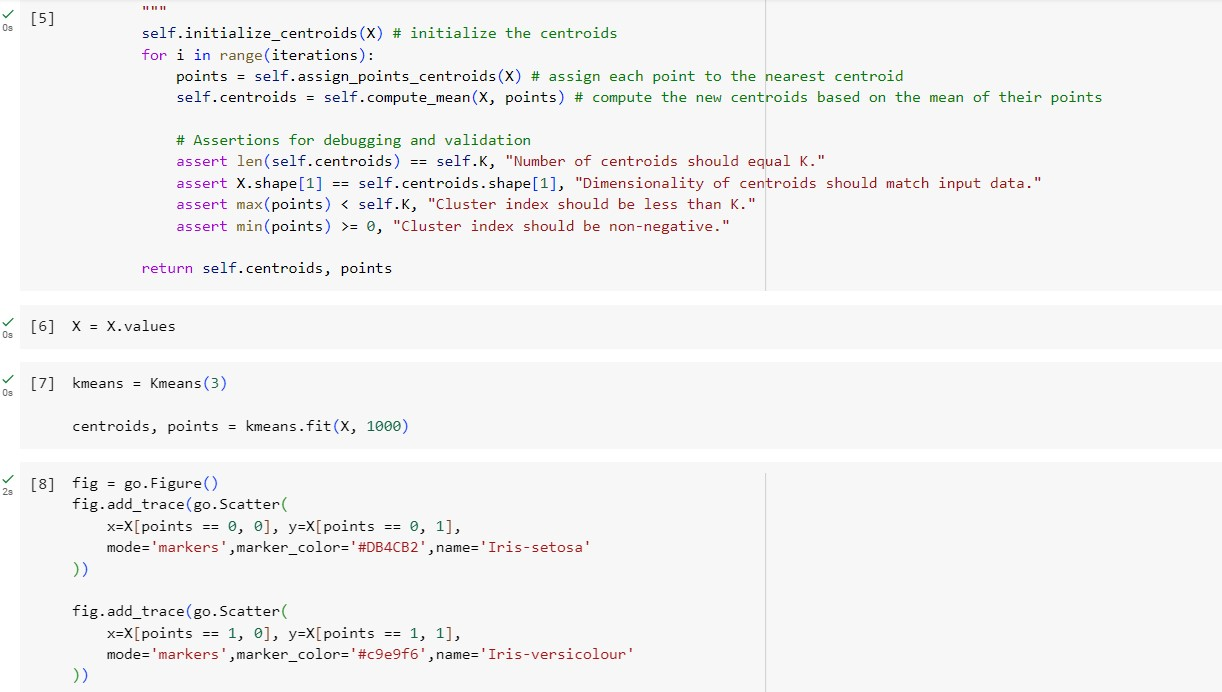 [5]
"""
self.initialize_centroids(X) # initialize the centroids
for i in range(iterations):
points = self.assign_points_centroids(X) # assign each point to the nearest centroid
self.centroids = self.compute_mean(X, points) # compute the new centroids based on the mean of their points
# Assertions for debugging and validation
assert len(self.centroids) == self.K, "Number of centroids should equal K."
assert X.shape[1] == self.centroids.shape[1], "Dimensionality of centroids should match input data."
assert max(points) < self.K, "Cluster index should be less than K."
assert min(points) >= 0, "Cluster index should be non-negative."
return self.centroids, points
0s
[6] X = X.values
0s
[7] kmeans = Kmeans(3)
0s
centroids, points = kmeans.fit(X, 1000)
[8] fig = go.Figure()
2s
fig.add_trace(go.Scatter(
x=X[points == 0, 0], y=X[points == 0, 1],
mode='markers',marker_color='#DB4CB2',name='Iris-setosa'
))
fig.add_trace(go.Scatter(
x=X[points == 1, 0], y=X[points == 1, 1],
mode='markers',marker_color='#c9e9f6',name='Iris-versicolour'
))